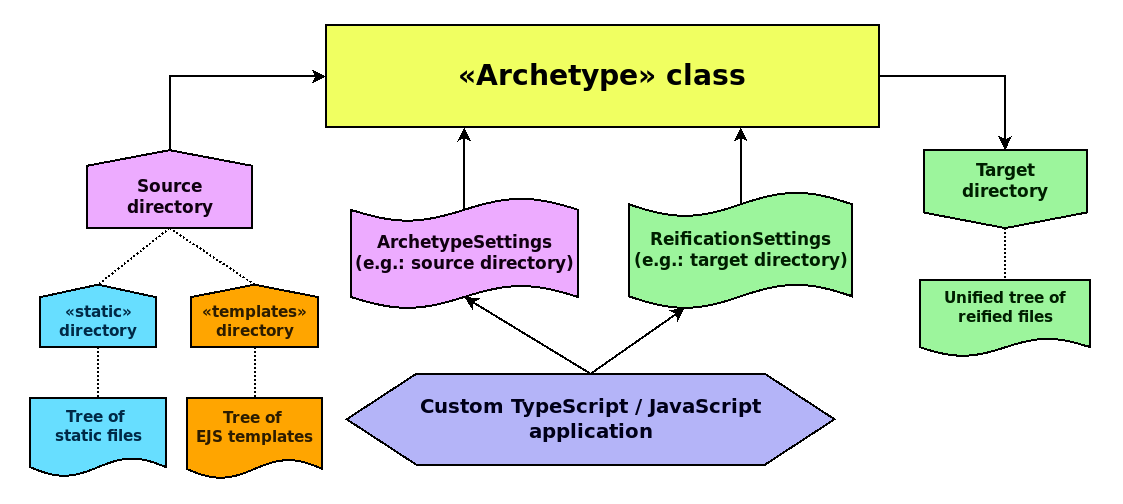 «Archetype» class
Source
directory
Target
directory
ArchetypeSettings
(e.g.: source directory)
ReificationSettings
(e.g.: target directory)
«static»
directory
«templates»
directory
Unified tree of
reified files
Tree of
static files
Tree of
EJS templates
Custom TypeScript / JavaScript
application